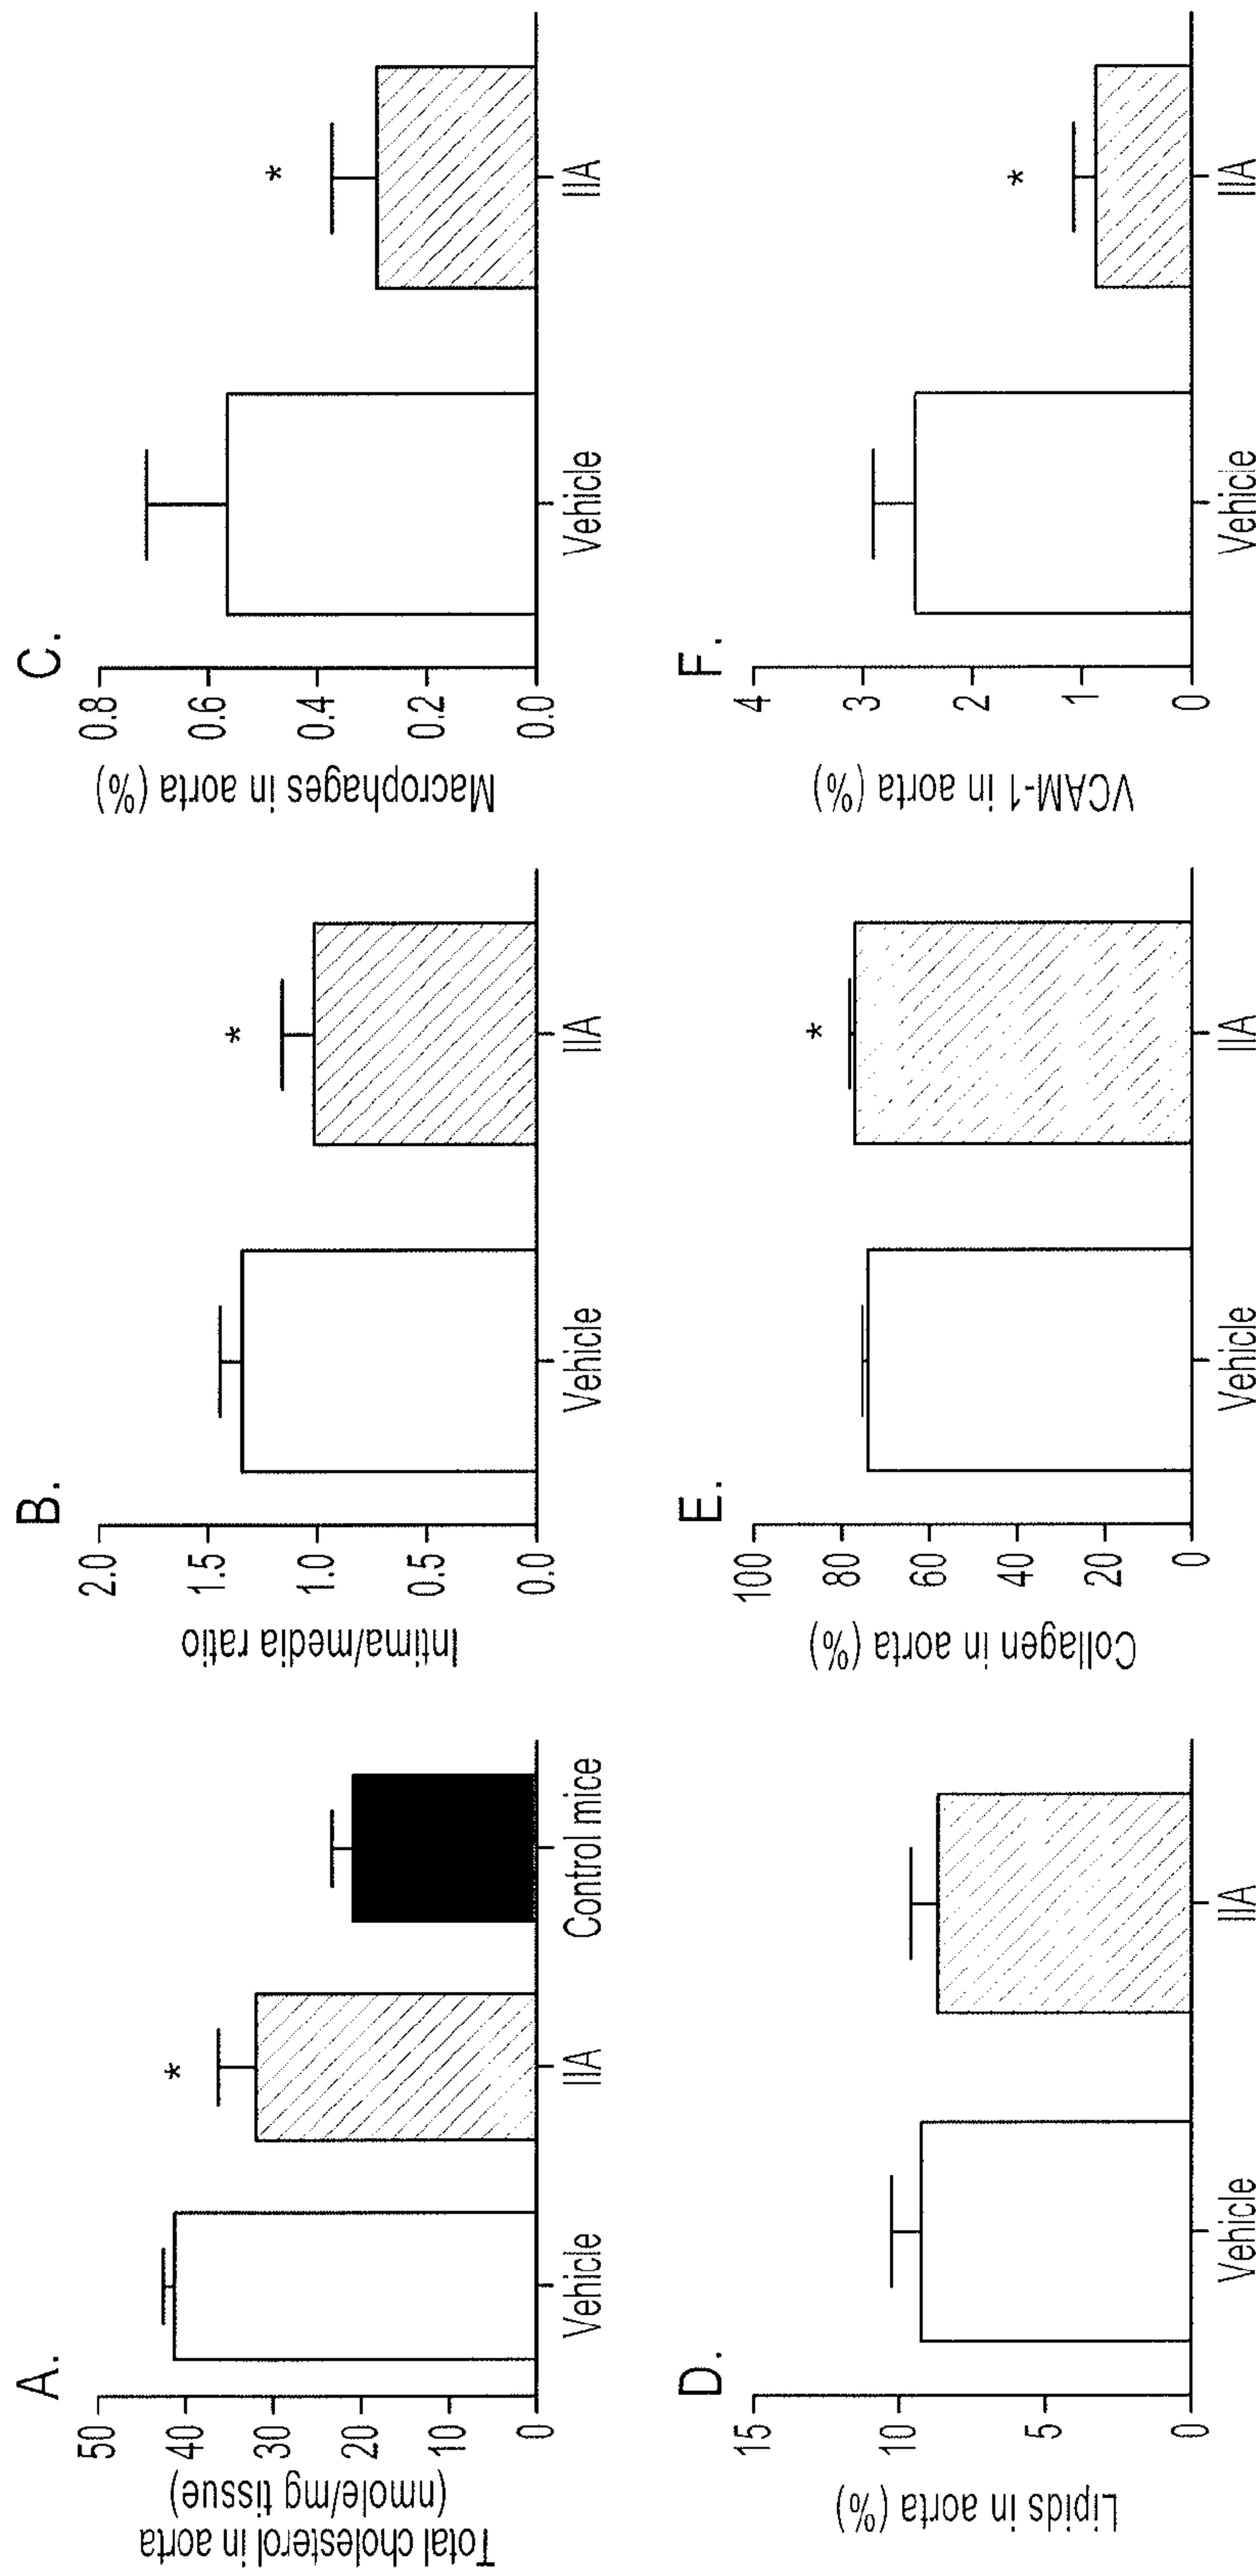 A.
Total cholesterol in aorta
(nmole/mg tissue)
50
40
30
20
10
0
*
Vehicle
IIA
Control mice
B.
Intima/media ratio
2.0
1.5
1.0
0.5
0.0
*
Vehicle
IIA
C.
Macrophages in aorta (%)
0.8
0.6
0.4
0.2
0.0
*
Vehicle
IIA
D.
Lipids in aorta (%)
15
10
5
0
Vehicle
IIA
E.
Collagen in aorta (%)
100
80
60
40
20
0
*
Vehicle
IIA
F.
VCAM-1 in aorta (%)
4
3
2
1
0
*
Vehicle
IIA